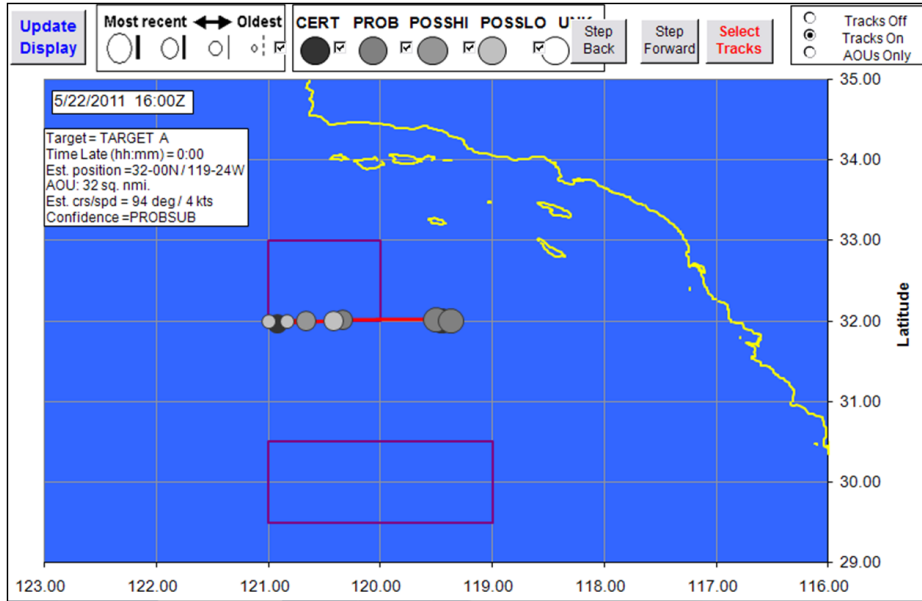 Update
Display
Most recent
Oldest
CERT PROB POSSHI POSSLO
Step
Back
Step
Forward
Select
Tracks
Tracks Off
Tracks On
AOUs Only
5/22/2011 16:00Z
Target = TARGET A
Time Late (hh:mm) = 0:00
Est. position =32-00N / 119-24W
AOU: 32 sq. nmi.
Est. crs/spd = 94 deg / 4 kts
Confidence =PROBSUB
35.00
34.00
33.00
32.00
31.00
30.00
29.00
Latitude
123.00 122.00 121.00 120.00 119.00 118.00 117.00 116.00